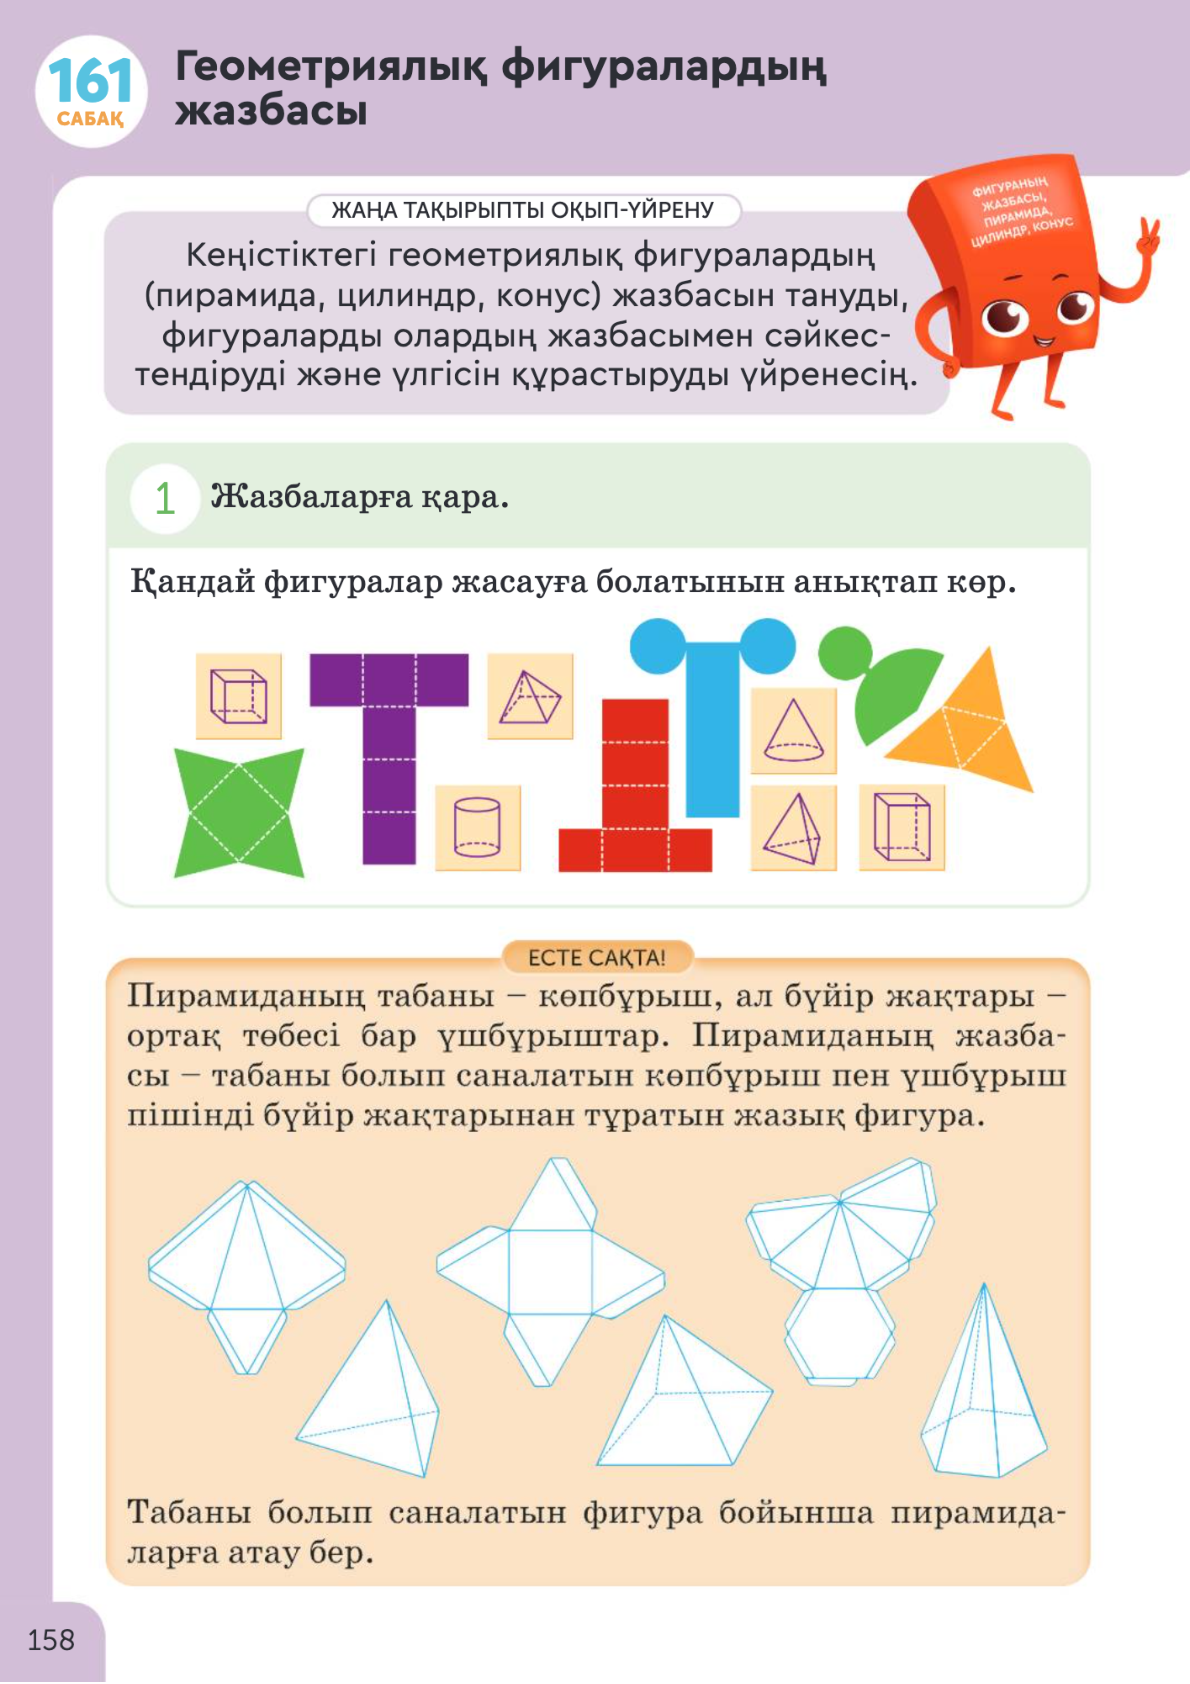 161
САБАҚ
Геометриялық фигуралардың
жазбасы
ЖАҢА ТАҚЫРЫПТЫ ОҚЫП-ҮЙРЕНУ
Кеңістіктегі геометриялық фигуралардың
(пирамида, цилиндр, конус) жазбасын тануды,
фигураларды олардың жазбасымен сәйкес-
тендіруді және үлгісін құрастыруды үйренесің.
ФИГУРАНЫҢ
ЖАЗБАСЫ,
ПИРАМИДА,
ЦИЛИНДР, КОНУС
1 Жазбаларға қара.
Қандай фигуралар жасауға болатынын анықтап көр.
ЕСТЕ САҚТА!
Пирамиданың табаны – көпбұрыш, ал бүйір жақтары –
ортақ төбесі бар үшбұрыштар. Пирамиданың жазба-
сы – табаны болып саналатын көпбұрыш пен үшбұрыш
пішінді бүйір жақтарынан тұратын жазық фигура.
Табаны болып саналатын фигура бойынша пирамида-
ларға атау бер.
158